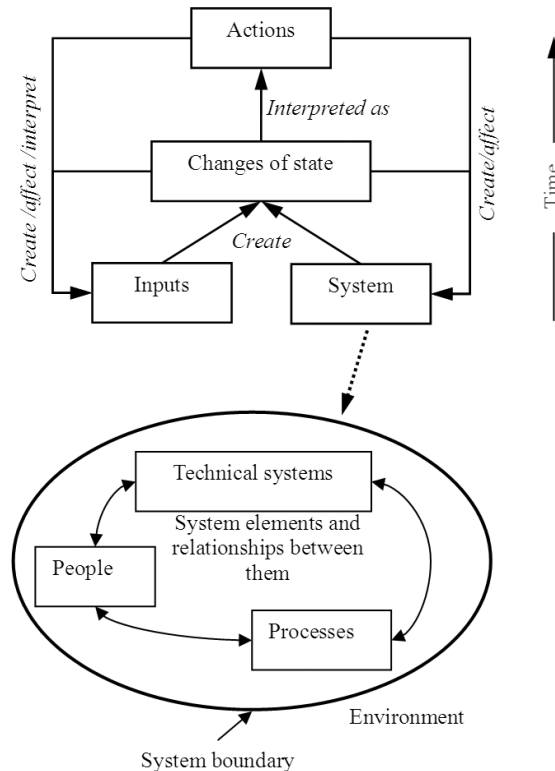 Actions
Create /affect /interpret
Interpreted as
Create/affect
Time
Changes of state
Create
Inputs
System
Technical systems
System elements and
relationships between
them
People
Processes
Environment
System boundary